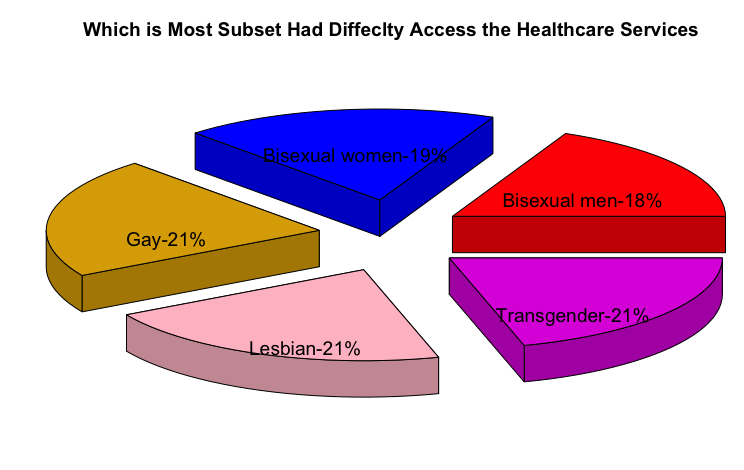 Which is Most Subset Had Diffeclty Access the Healthcare Services
Bisexual women-19%
Bisexual men-18%
Gay-21%
Transgender-21%
Lesbian-21%